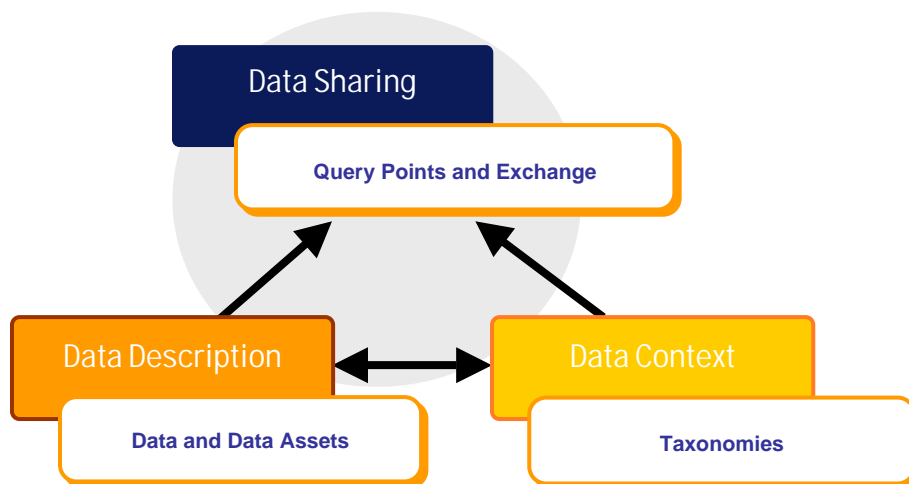 Data Sharing
Query Points and Exchange
Data Description
Data Context
Data and Data Assets
Taxonomies